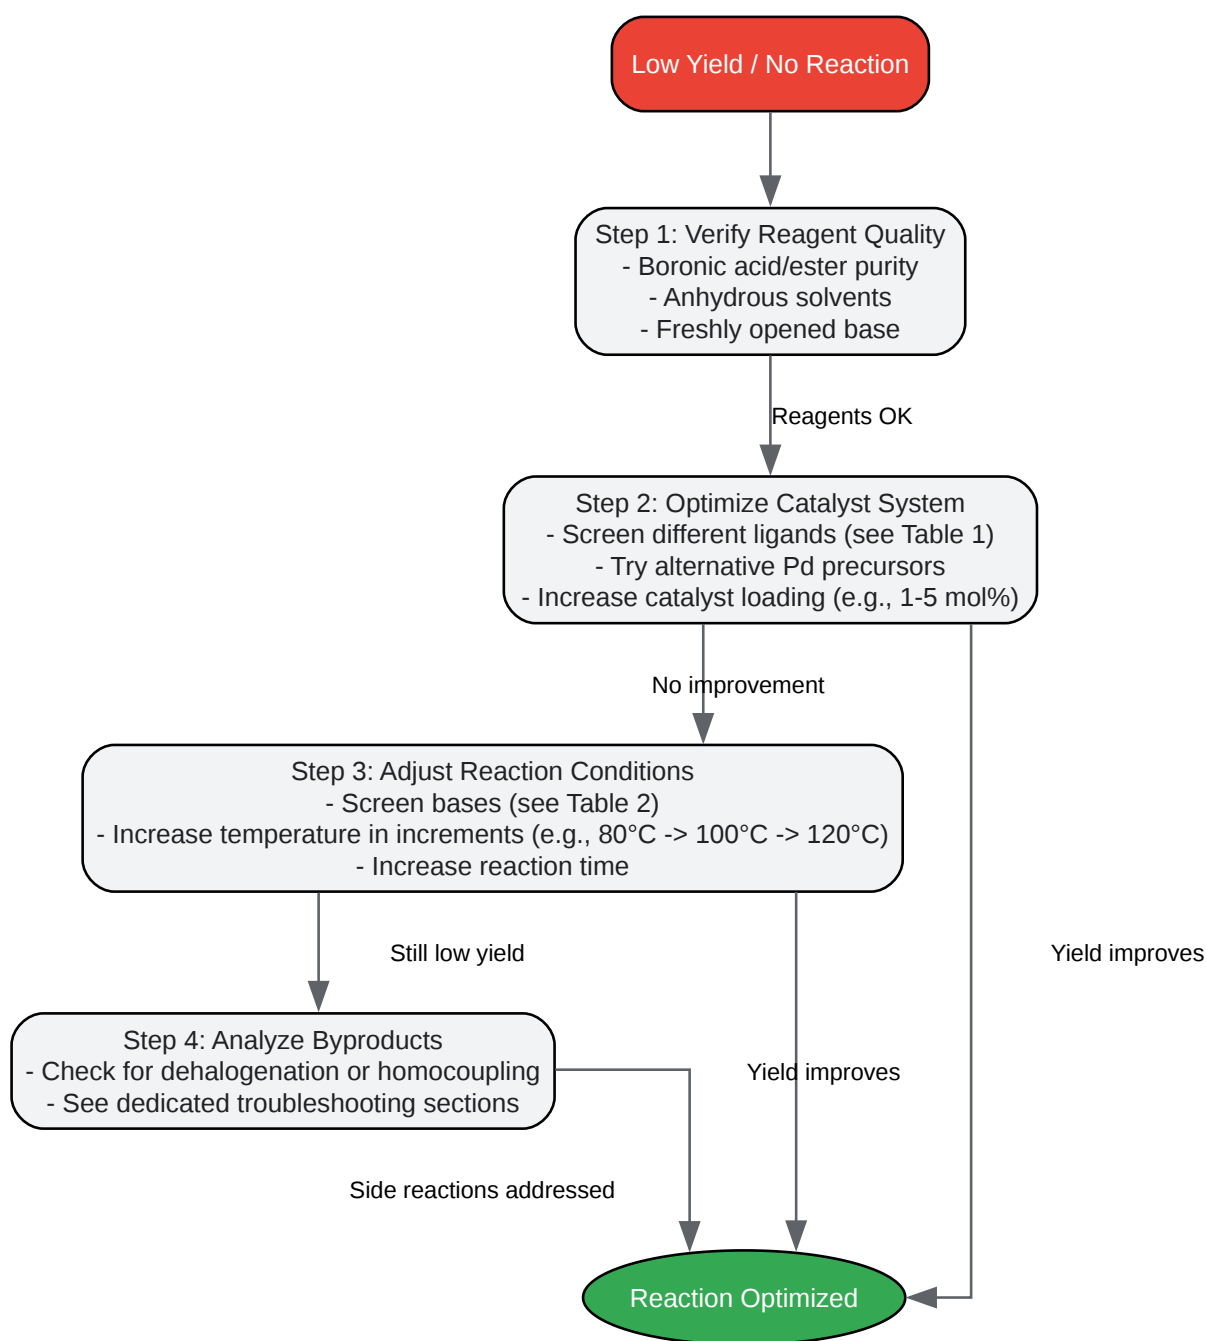 Low Yield / No Reaction
Step 1: Verify Reagent Quality
- Boronic acid/ester purity
- Anhydrous solvents
- Freshly opened base
Reagents OK
Step 2: Optimize Catalyst System
- Screen different ligands (see Table 1)
- Try alternative Pd precursors
- Increase catalyst loading (e.g., 1-5 mol%)
No improvement
Step 3: Adjust Reaction Conditions
- Screen bases (see Table 2)
- Increase temperature in increments (e.g., 80°C -> 100°C -> 120°C)
- Increase reaction time
Still low yield
Yield improves
Step 4: Analyze Byproducts
- Check for dehalogenation or homocoupling
- See dedicated troubleshooting sections
Yield improves
Side reactions addressed
Reaction Optimized